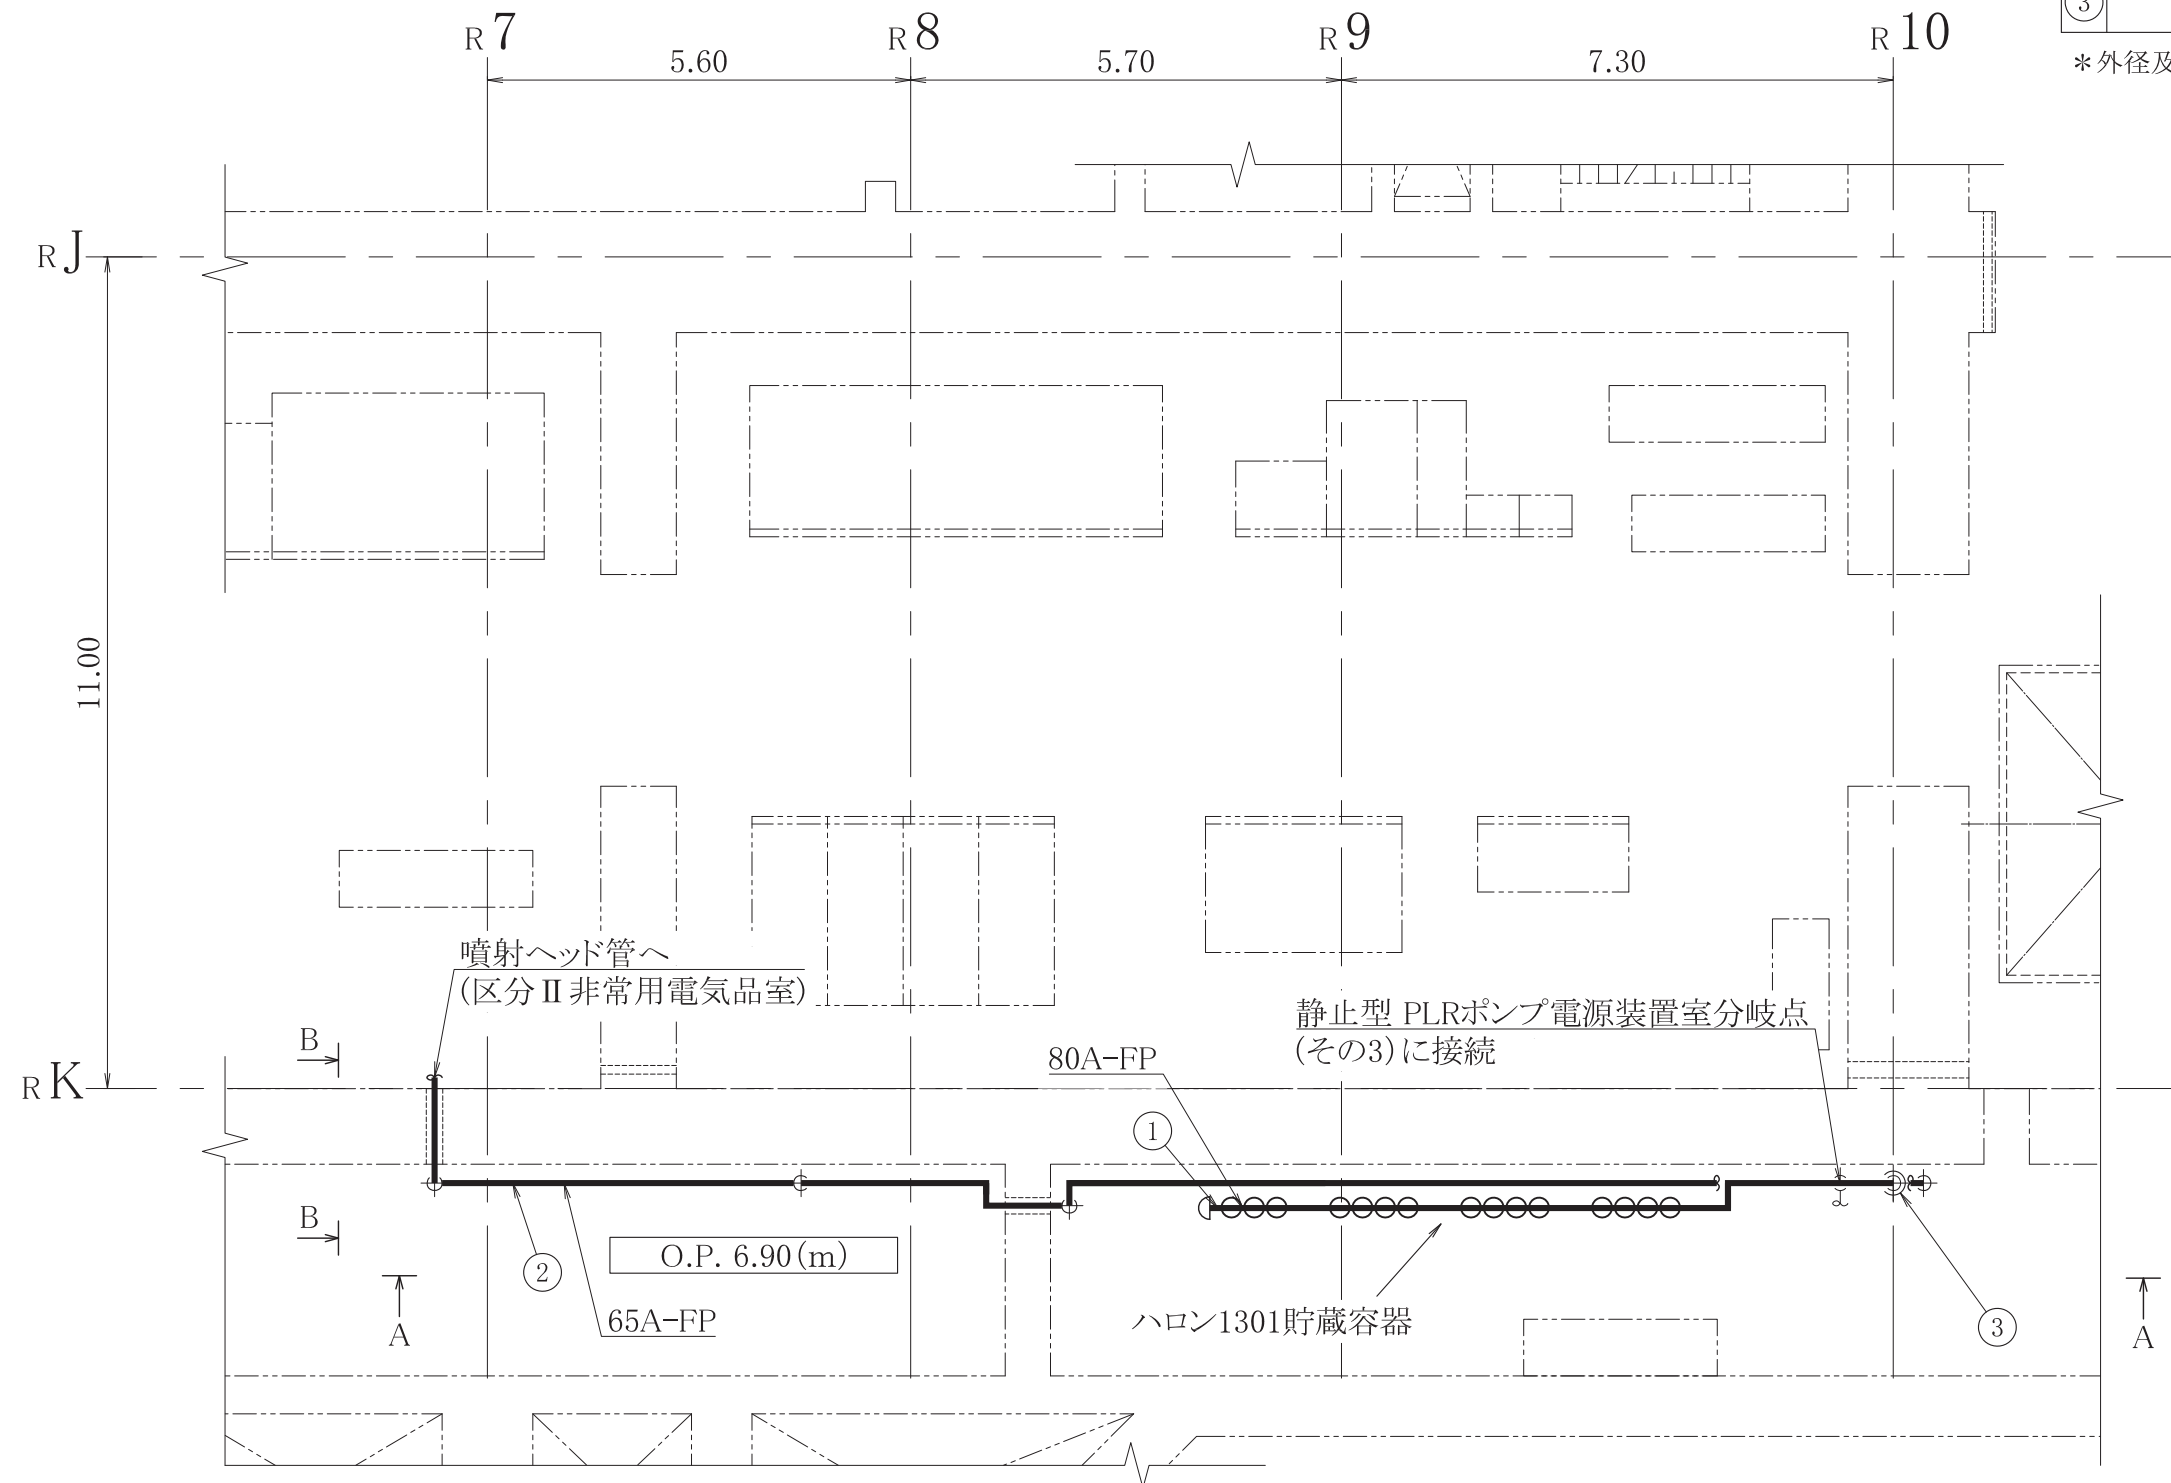 R7
R8
R9
R10
③
5.60
5.70
7.30
＊外径及
RJ
11.00
噴射ヘッド管へ
(区分Ⅱ非常用電気品室)
静止型 PLRポンプ電源装置室分岐点
(その3)に接続
B
80A-FP
RK
①
B
②
O.P. 6.90(m)
65A-FP
ハロン1301貯蔵容器
③
A
A